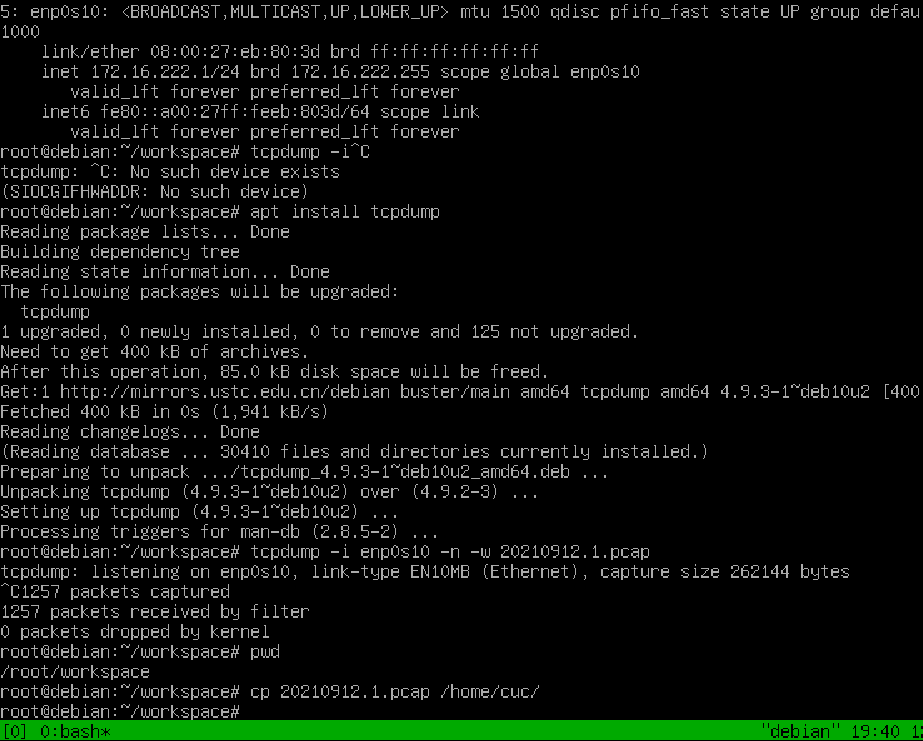 5: enp0s10: <BROADCAST,MULTICAST,UP,LOWER_UP> mtu 1500 qdisc pfifo_fast state UP group defau
1000
    link/ether 08:00:27:eb:80:3d brd ff:ff:ff:ff:ff:ff
    inet 172.16.222.1/24 brd 172.16.222.255 scope global enp0s10
       valid_lft forever preferred_lft forever
    inet6 fe80::a00:27ff:feeb:803d/64 scope link
       valid_lft forever preferred_lft forever
root@debian:~/workspace# tcpdump -i^C
tcpdump: ^C: No such device exists
(SIOCGIFHWADDR: No such device)
root@debian:~/workspace# apt install tcpdump
Reading package lists... Done
Building dependency tree
Reading state information... Done
The following packages will be upgraded:
  tcpdump
1 upgraded, 0 newly installed, 0 to remove and 125 not upgraded.
Need to get 400 kB of archives.
After this operation, 85.0 kB disk space will be freed.
Get:1 http://mirrors.ustc.edu.cn/debian buster/main amd64 tcpdump amd64 4.9.3-1~deb10u2 [400
Fetched 400 kB in 0s (1,941 kB/s)
Reading changelogs... Done
(Reading database ... 30410 files and directories currently installed.)
Preparing to unpack .../tcpdump_4.9.3-1~deb10u2_amd64.deb ...
Unpacking tcpdump (4.9.3-1~deb10u2) over (4.9.2-3) ...
Setting up tcpdump (4.9.3-1~deb10u2) ...
Processing triggers for man-db (2.8.5-2) ...
root@debian:~/workspace# tcpdump -i enp0s10 -n -w 20210912.1.pcap
tcpdump: listening on enp0s10, link-type EN10MB (Ethernet), capture size 262144 bytes
^C1257 packets captured
1257 packets received by filter
0 packets dropped by kernel
root@debian:~/workspace# pwd
/root/workspace
root@debian:~/workspace# cp 20210912.1.pcap /home/cuc/
root@debian:~/workspace#
[0] 0:bash* "debian" 19:40